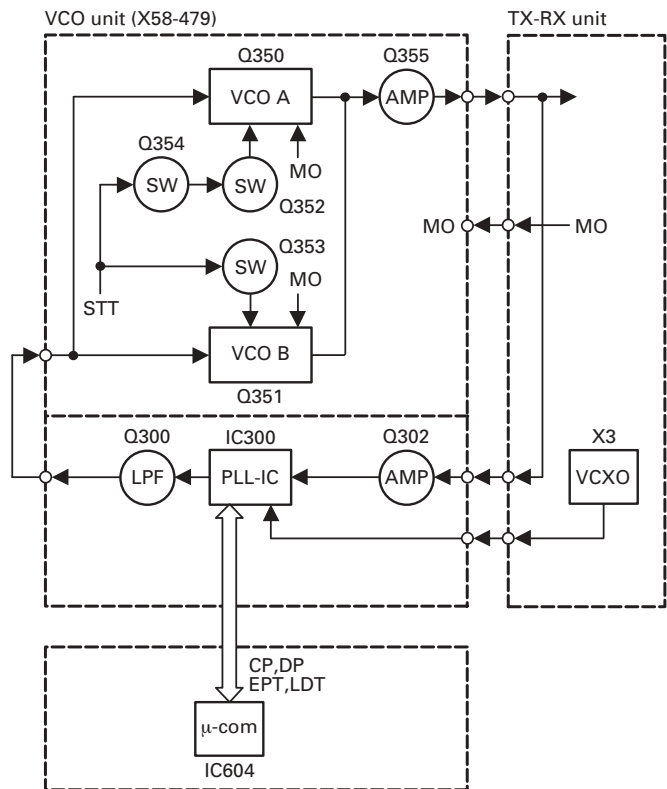 VCO unit (X58-479)
TX-RX unit
Q350
Q355
VCO A
AMP
Q354
MO
SW
SW
Q352
Q353
MO
MO
SW
MO
STT
VCO B
Q351
Q300
IC300
Q302
X3
LPF
PLL-IC
AMP
VCXO
CP,DP
EPT,LDT
μ-com
IC604